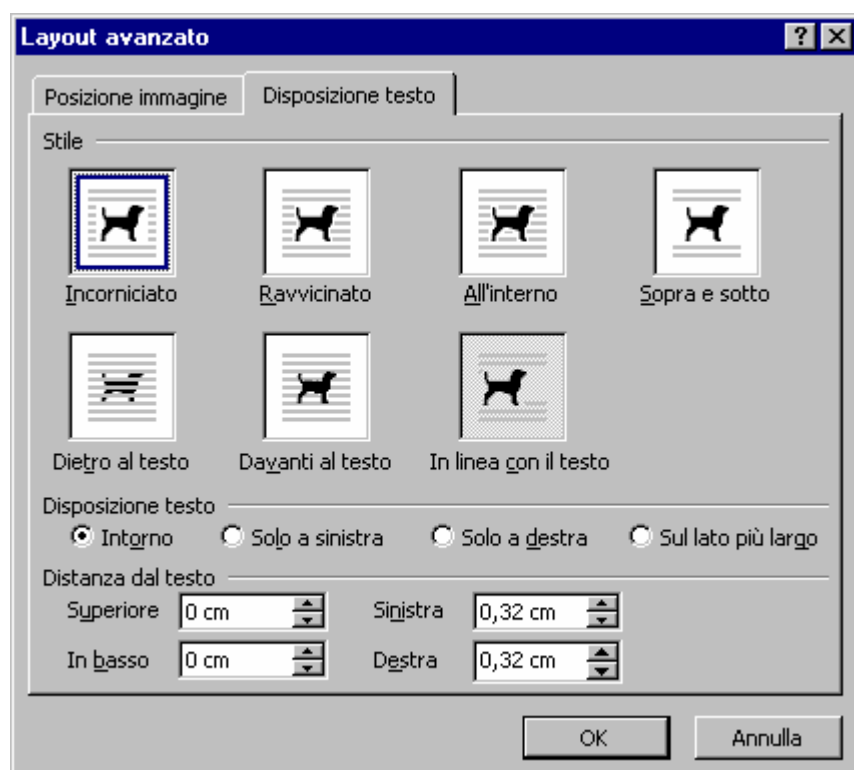 Layout avanzato
Posizione immagine Disposizione testo
Stile
Incorniciato Ravvicinato All'interno Sopra e sotto
Dietro al testo Davanti al testo In linea con il testo
Disposizione testo
Intorno Solo a sinistra Solo a destra Sul lato più largo
Distanza dal testo
Superiore 0 cm Sinistra 0,32 cm
In basso 0 cm Destra 0,32 cm
OK Annulla